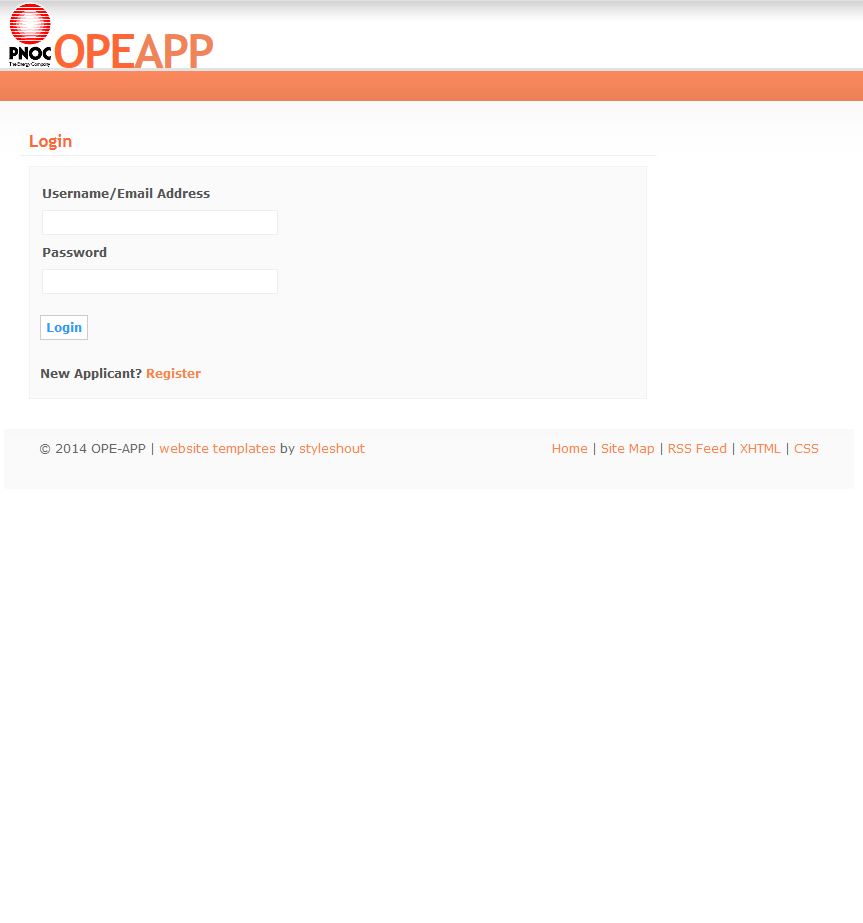 PNOC
The Energy Company
OPEAPP
Login
Username/Email Address
Password
Login
New Applicant? Register
© 2014 OPE-APP | website templates by styleshout
Home | Site Map | RSS Feed | XHTML | CSS